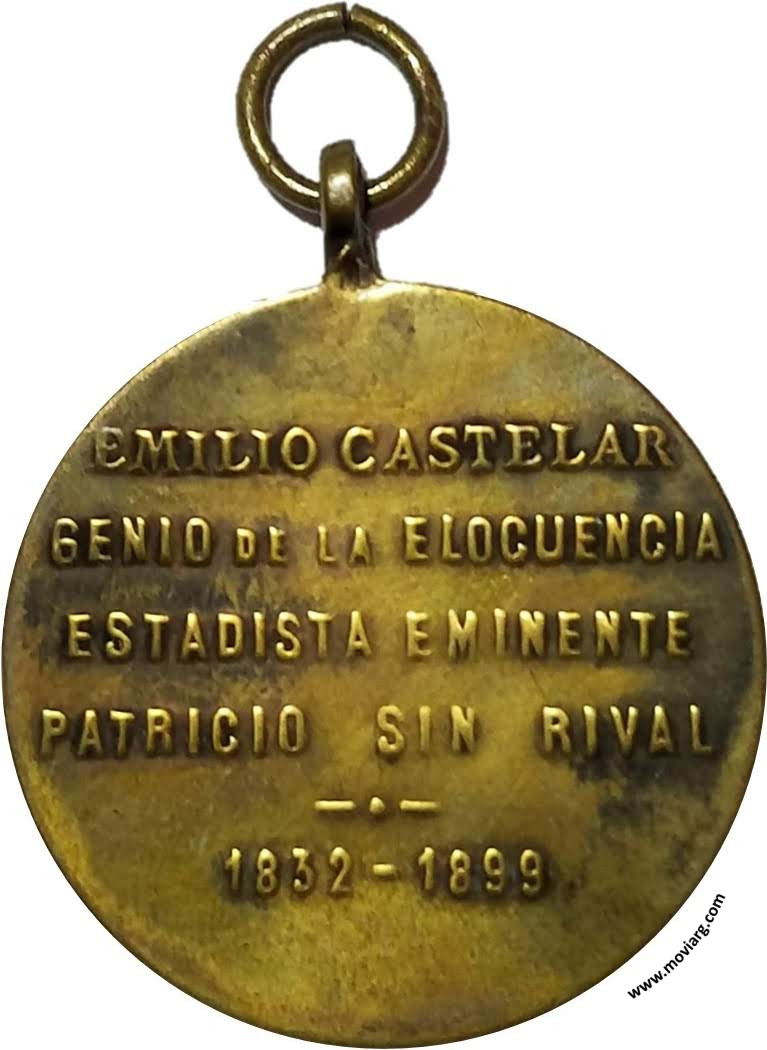 EMILIO CASTELAR
GENIO DE LA ELOCUENCIA
ESTADISTA EMINENTE
PATRICIO SIN RIVAL
—•—
1832-1899
www.moviarg.com